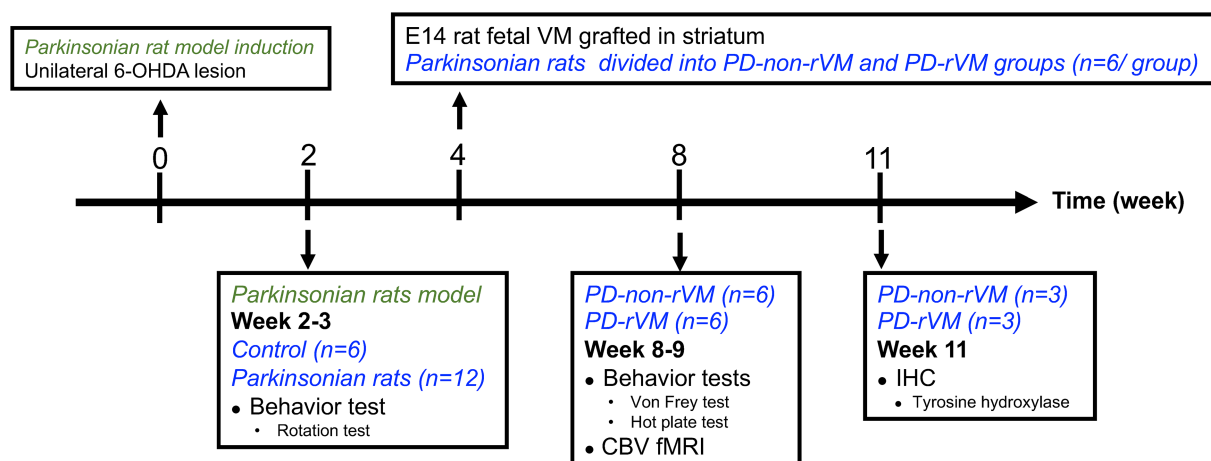 Parkinsonian rat model induction
Unilateral 6-OHDA lesion
E14 rat fetal VM grafted in striatum
Parkinsonian rats divided into PD-non-rVM and PD-rVM groups (n=6/ group)
0
2
4
8
11
Time (week)
Parkinsonian rats model
Week 2-3
Control (n=6)
Parkinsonian rats (n=12)
• Behavior test
• Rotation test
PD-non-rVM (n=6)
PD-rVM (n=6)
Week 8-9
• Behavior tests
• Von Frey test
• Hot plate test
• CBV fMRI
PD-non-rVM (n=3)
PD-rVM (n=3)
Week 11
• IHC
• Tyrosine hydroxylase